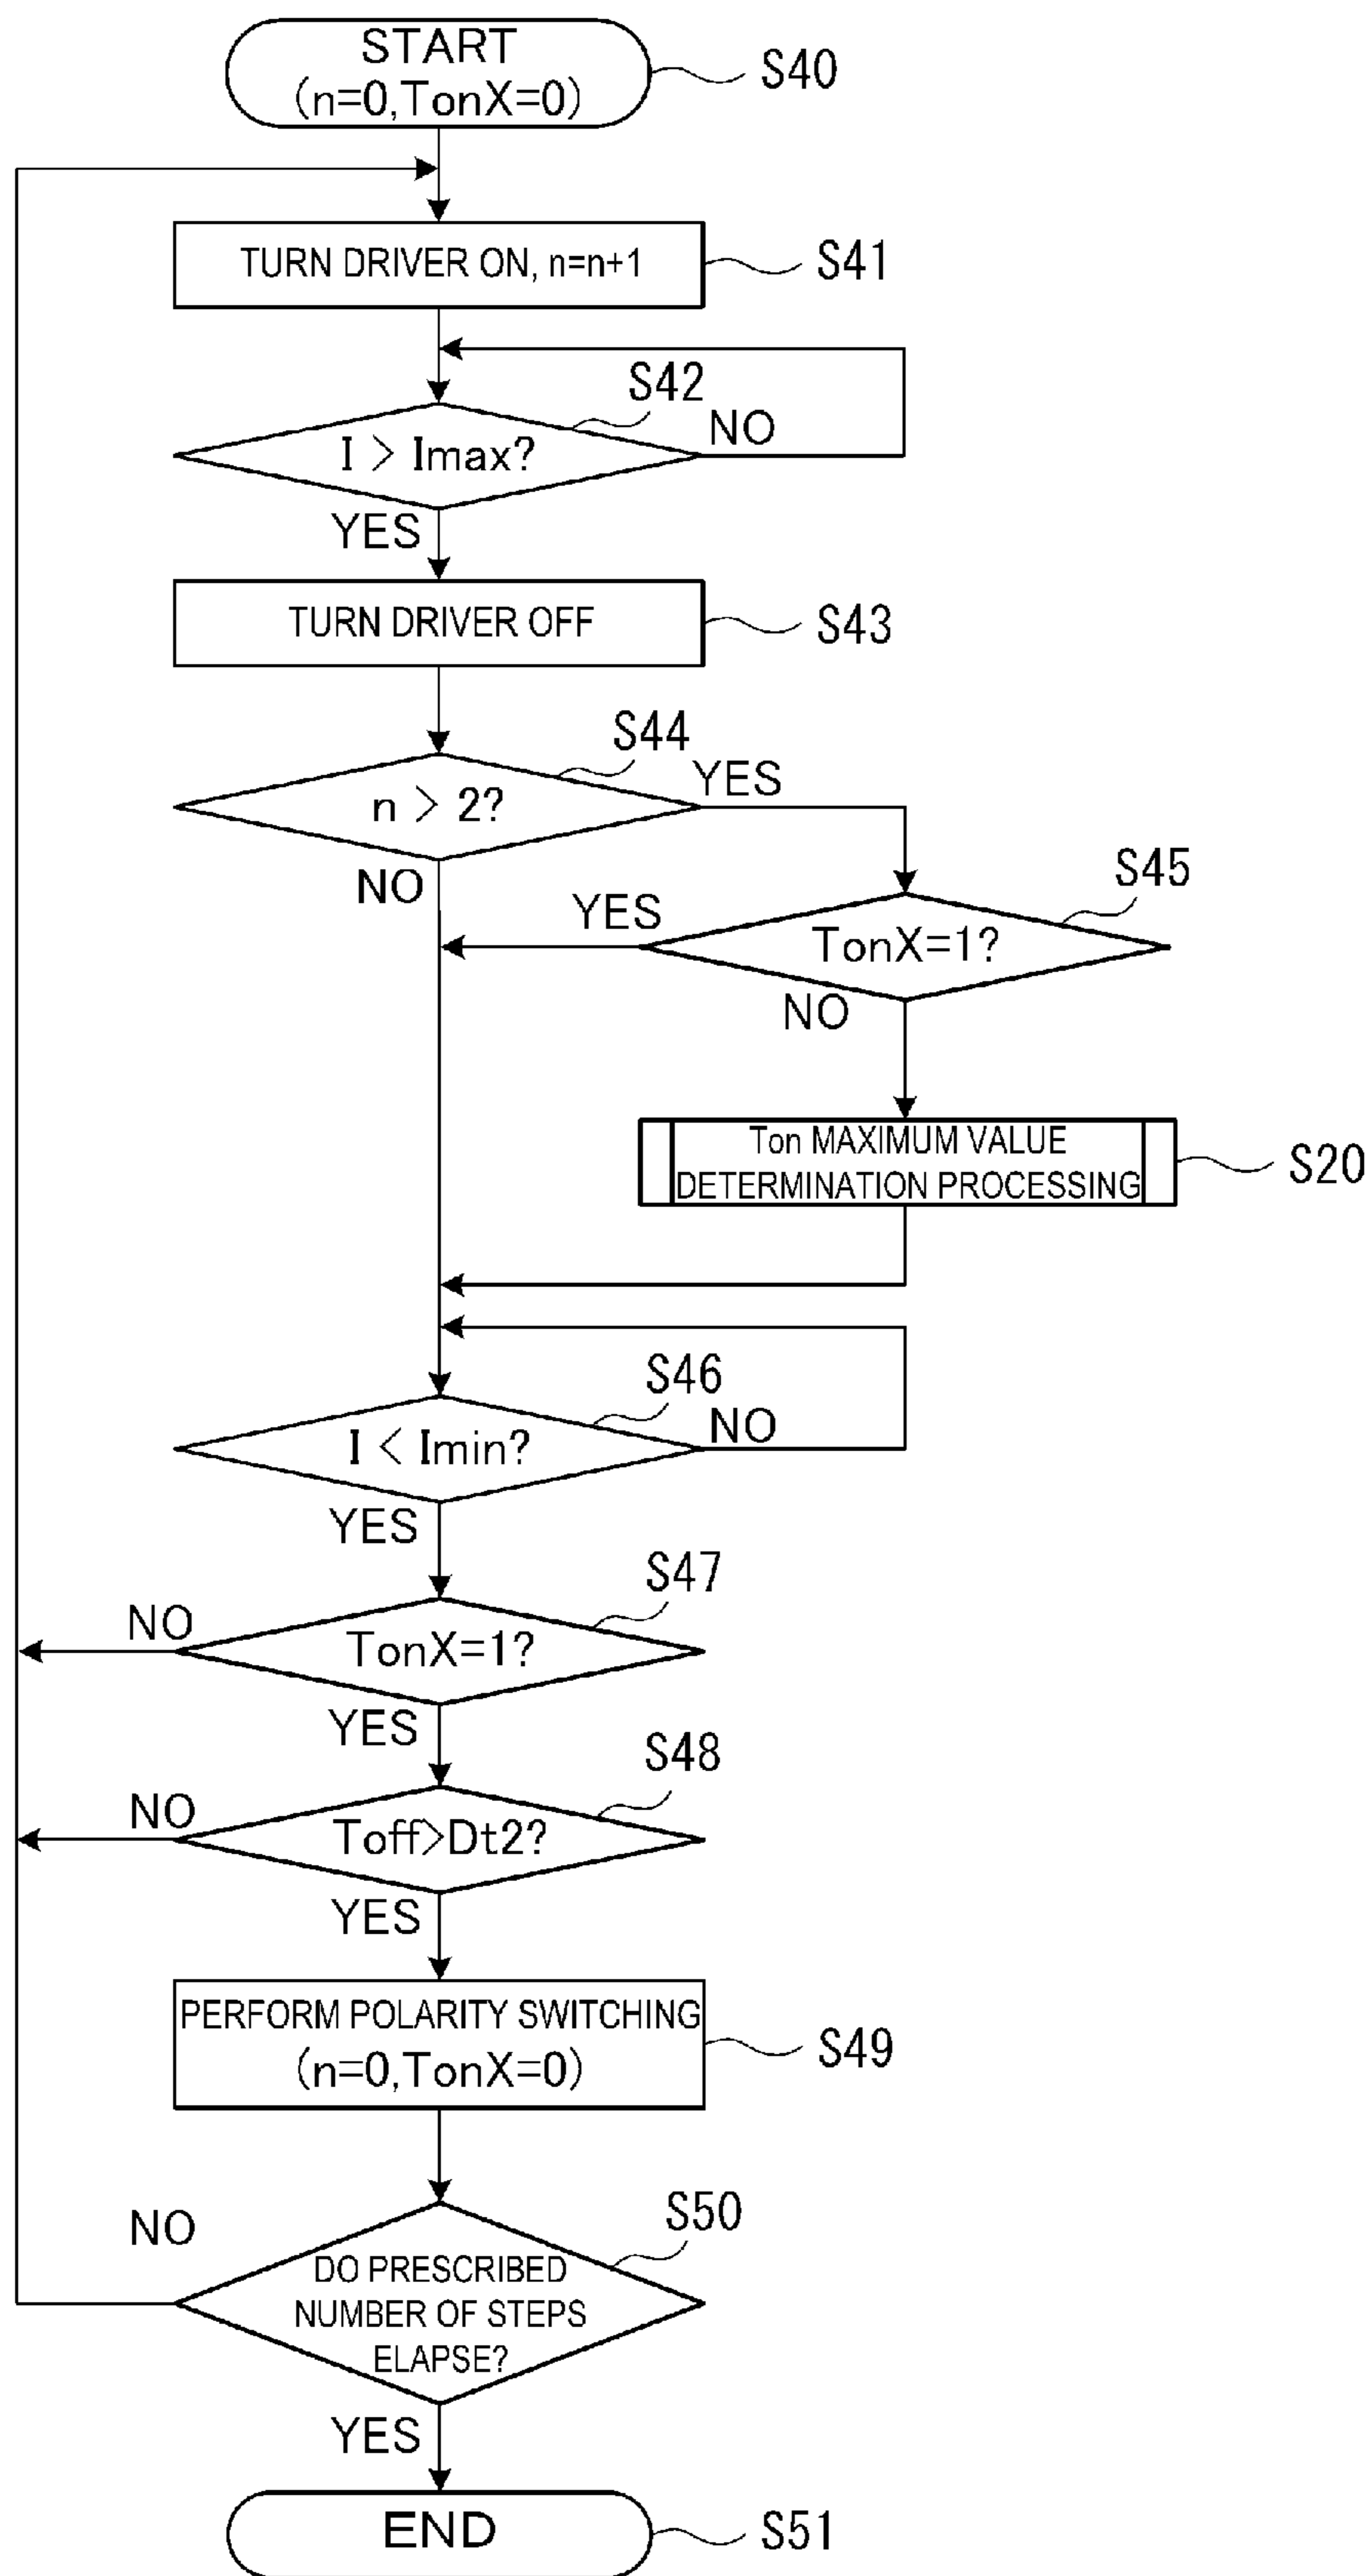 START
(n=0,TonX=0)
S40
TURN DRIVER ON, n=n+1
S41
S42
I > Imax?
NO
YES
TURN DRIVER OFF
S43
S44
n > 2?
YES
NO
S45
YES
TonX=1?
NO
Ton MAXIMUM VALUE
DETERMINATION PROCESSING
S20
S46
I < Imin?
NO
YES
S47
NO
TonX=1?
YES
S48
NO
Toff>Dt2?
YES
PERFORM POLARITY SWITCHING
(n=0,TonX=0)
S49
S50
NO
DO PRESCRIBED
NUMBER OF STEPS
ELAPSE?
YES
END
S51